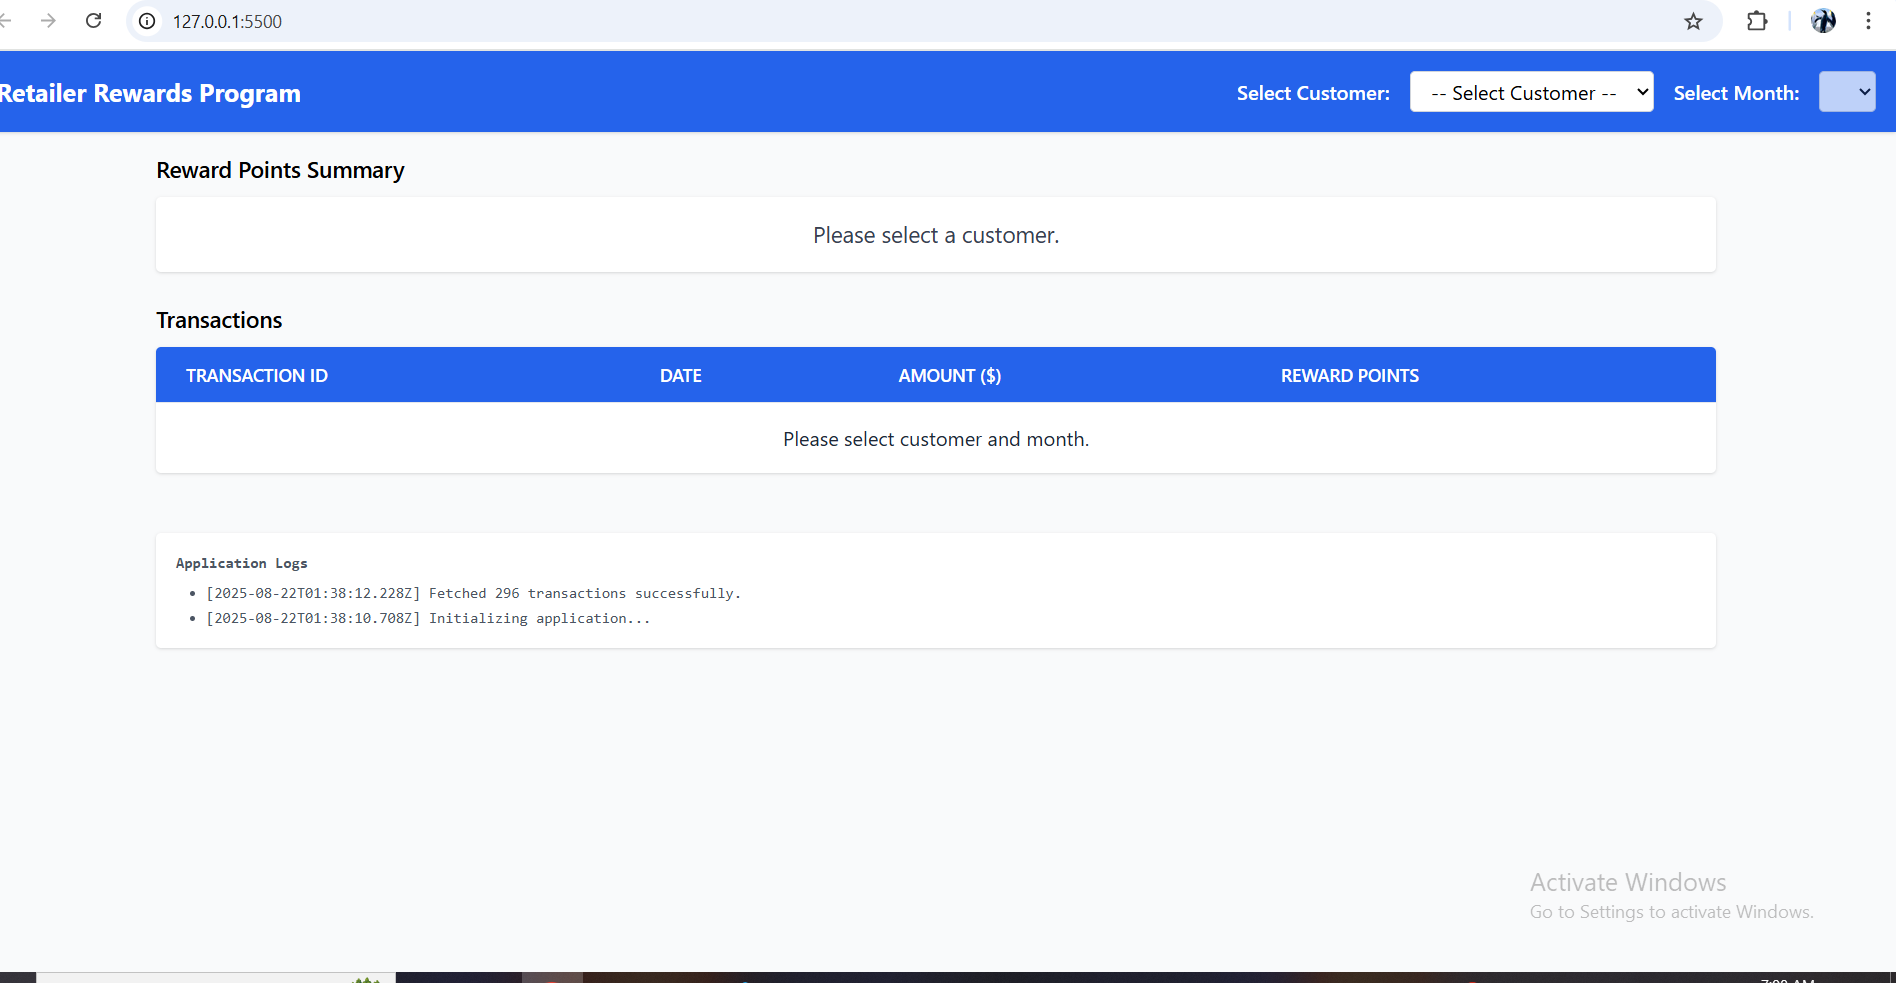 127.0.0.1:5500
Retailer Rewards Program
Select Customer:
-- Select Customer --
Select Month:
Reward Points Summary
Please select a customer.
Transactions
TRANSACTION ID DATE AMOUNT ($) REWARD POINTS
Please select customer and month.
Application Logs
[2025-08-22T01:38:12.228Z] Fetched 296 transactions successfully.
[2025-08-22T01:38:10.708Z] Initializing application...
Activate Windows
Go to Settings to activate Windows.